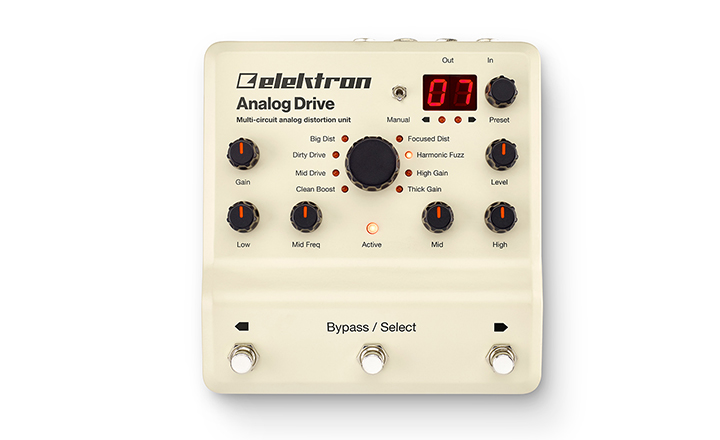 Out In
elektron
Analog Drive
Multi-circuit analog distortion unit
07
Manual
Preset
Big Dist
Focused Dist
Dirty Drive
Harmonic Fuzz
Mid Drive
High Gain
Clean Boost
Thick Gain
Gain
Level
Low
Mid Freq
Active
Mid
High
Bypass / Select